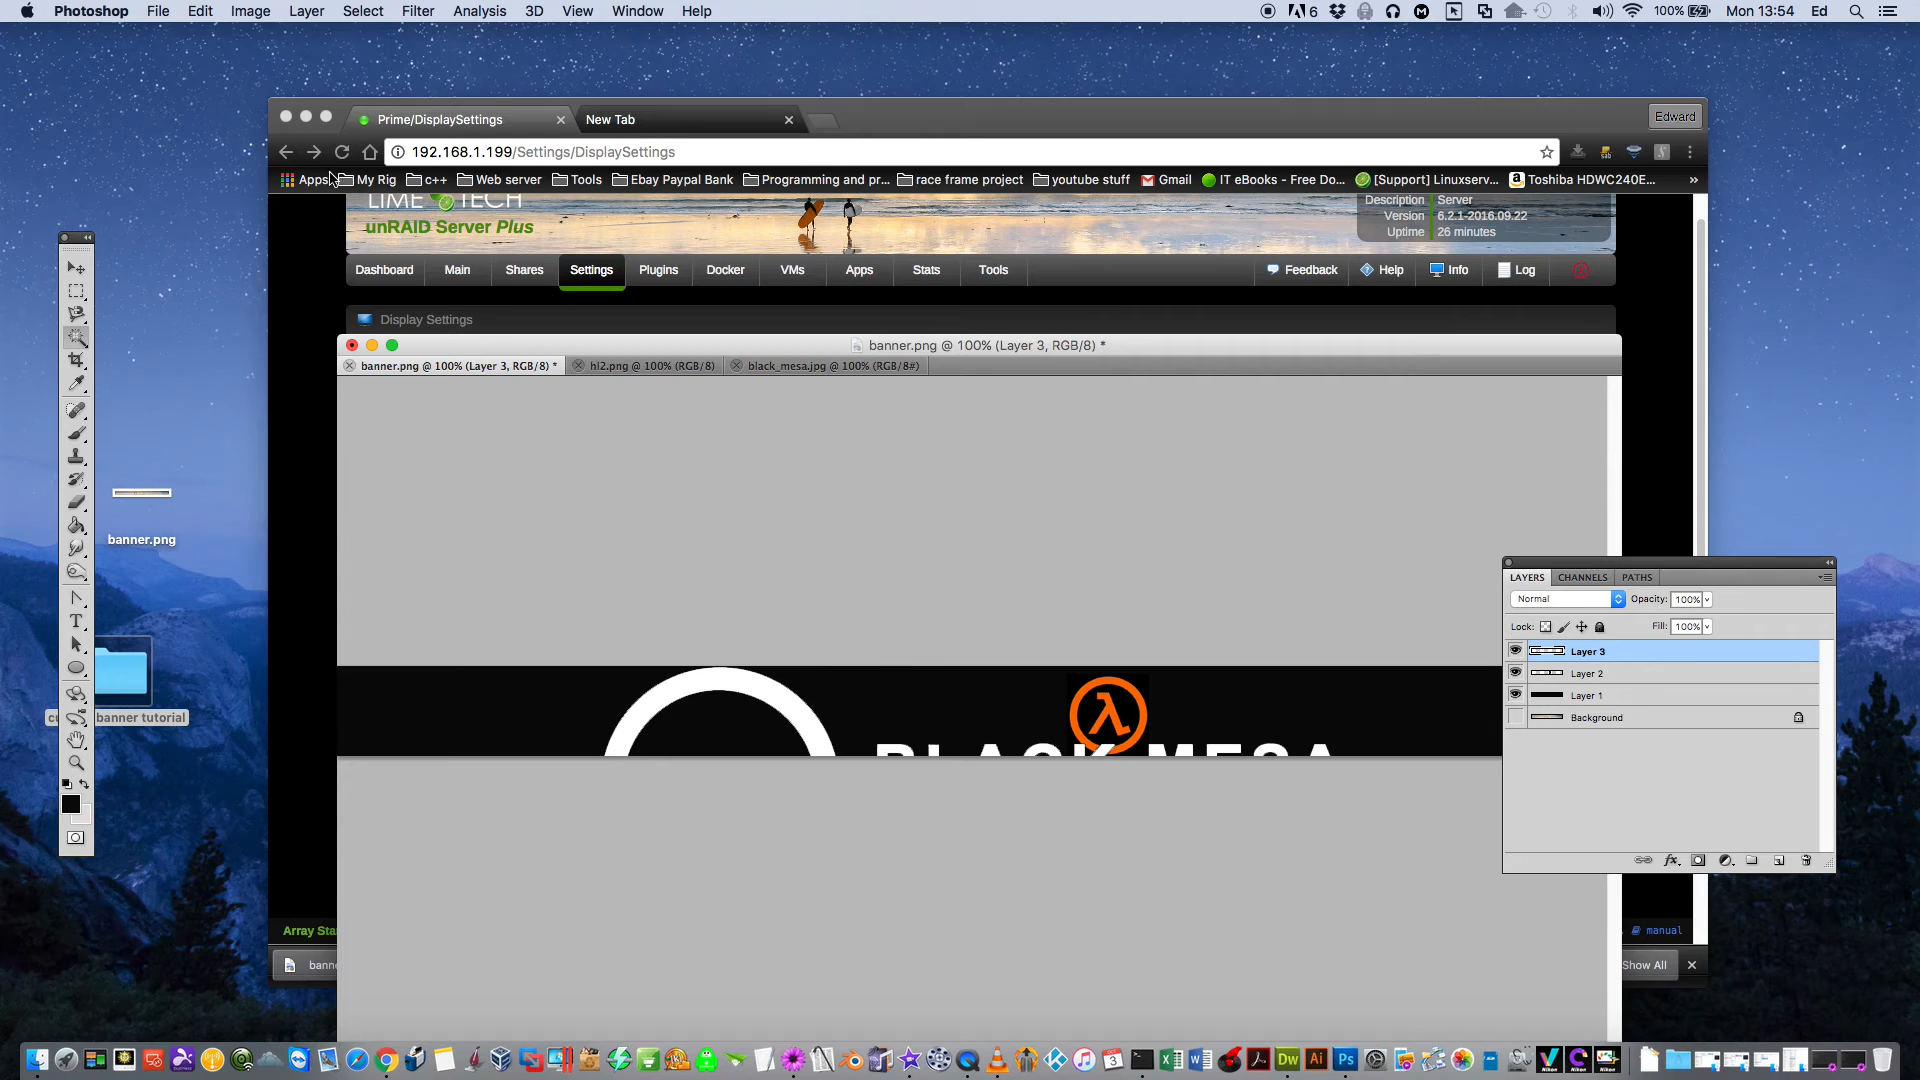 Photoshop File Edit Image Layer Select Filter Analysis 3D View Window Help 6 100% Mon 13:54 Ed
Prime/DisplaySettings New Tab Edward
192.168.1.199/Settings/DisplaySettings
Apps My Rig c++ Web server Tools Ebay Paypal Bank Programming and pr... race frame project youtube stuff Gmail IT eBooks - Free Do... [Support] Linuxserv... Toshiba HDWC240E... »
LIME TECH
unRAID Server Plus
Description Server
Version 6.2.1-2016.09.22
Uptime 26 minutes
Dashboard Main Shares Settings Plugins Docker VMs Apps Stats Tools Feedback Help Info Log
Display Settings
banner.png @ 100% (Layer 3, RGB/8) *
banner.png @ 100% (Layer 3, RGB/8) * hl2.png @ 100% (RGB/8) black_mesa.jpg @ 100% (RGB/8#)
BLACK MESA
banner.png
banner tutorial
LAYERS CHANNELS PATHS
Normal Opacity: 100%
Lock: Fill: 100%
Layer 3
Layer 2
Layer 1
Background
Array Sta
manual
bann
Show All